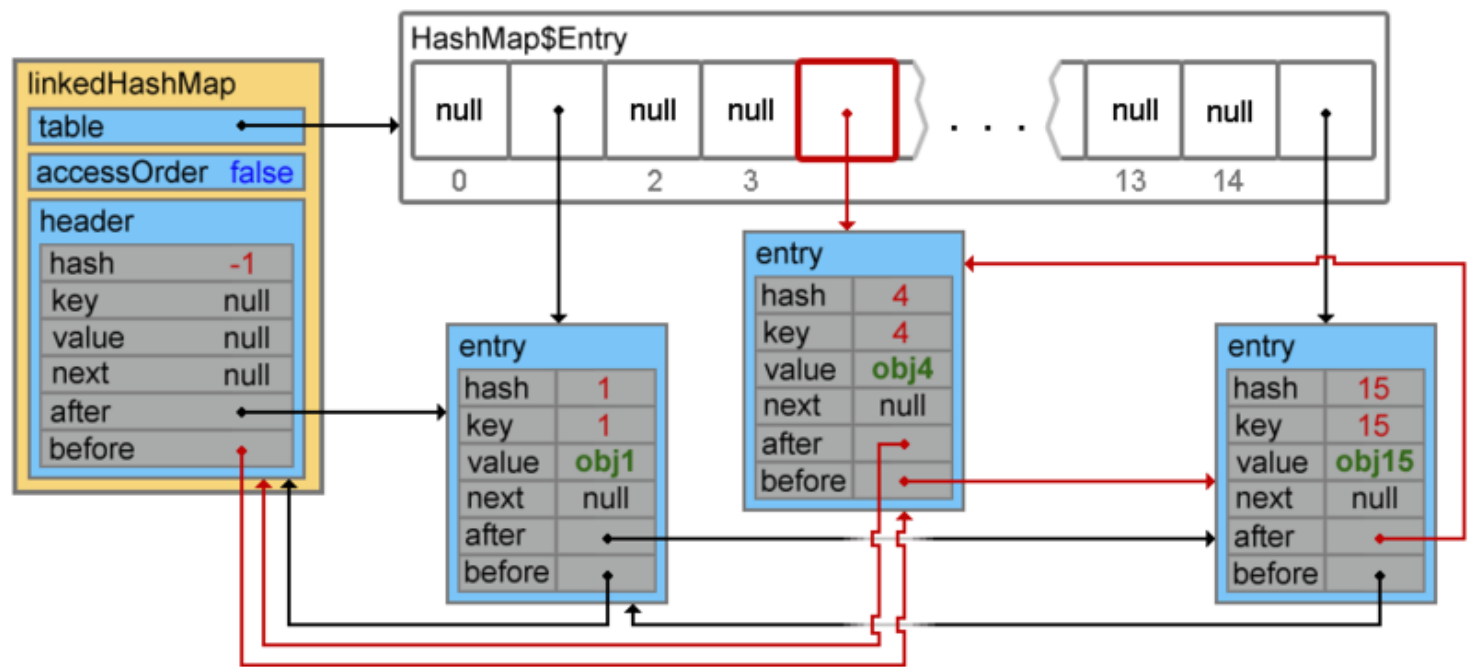 HashMap$Entry
null null null . . . null null
0 2 3 13 14
linkedHashMap
table
accessOrder false
header
hash -1
key null
value null
next null
after
before
entry
hash 1
key 1
value obj1
next null
after
before
entry
hash 4
key 4
value obj4
next null
after
before
entry
hash 15
key 15
value obj15
next null
after
before